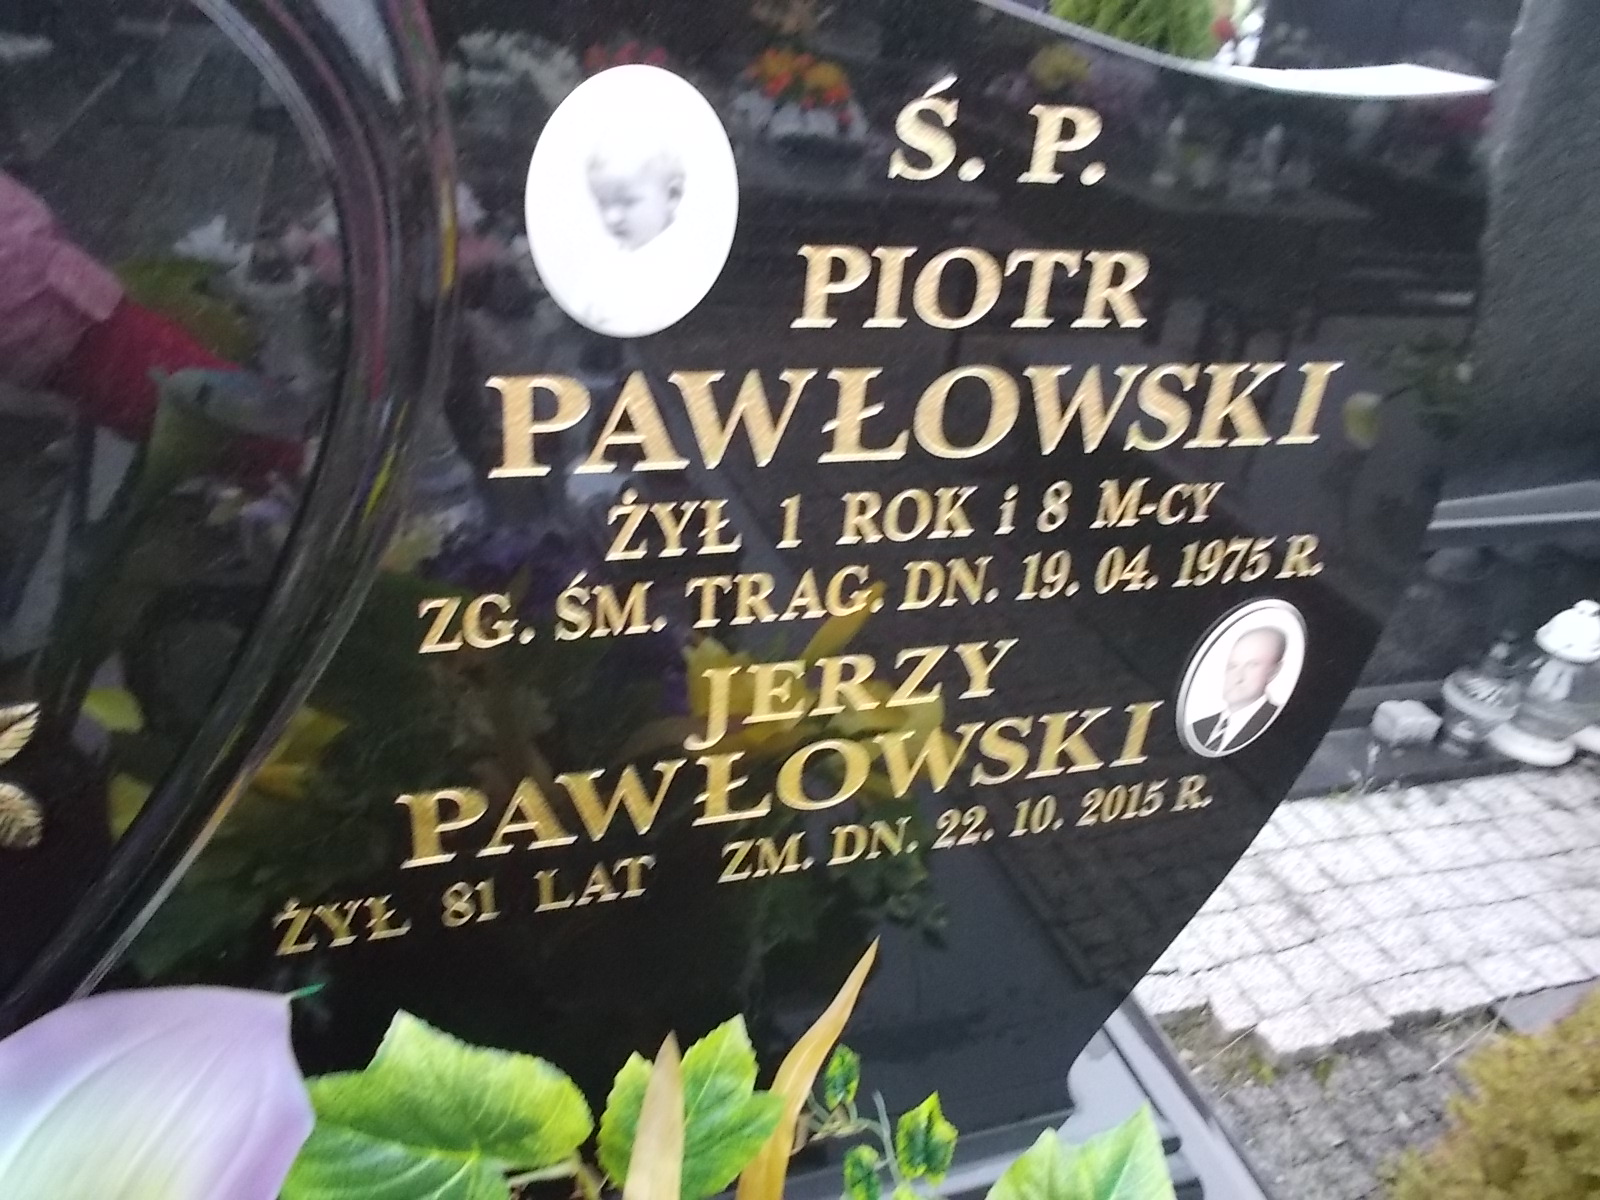 Ś. P.
PIOTR
PAWŁOWSKI
ŻYŁ 1 ROK i 8 M-CY
ZG. ŚM. TRAG. DN. 19. 04. 1975 R.
JERZY
PAWŁOWSKI
ŻYŁ 81 LAT ZM. DN. 22. 10. 2015 R.